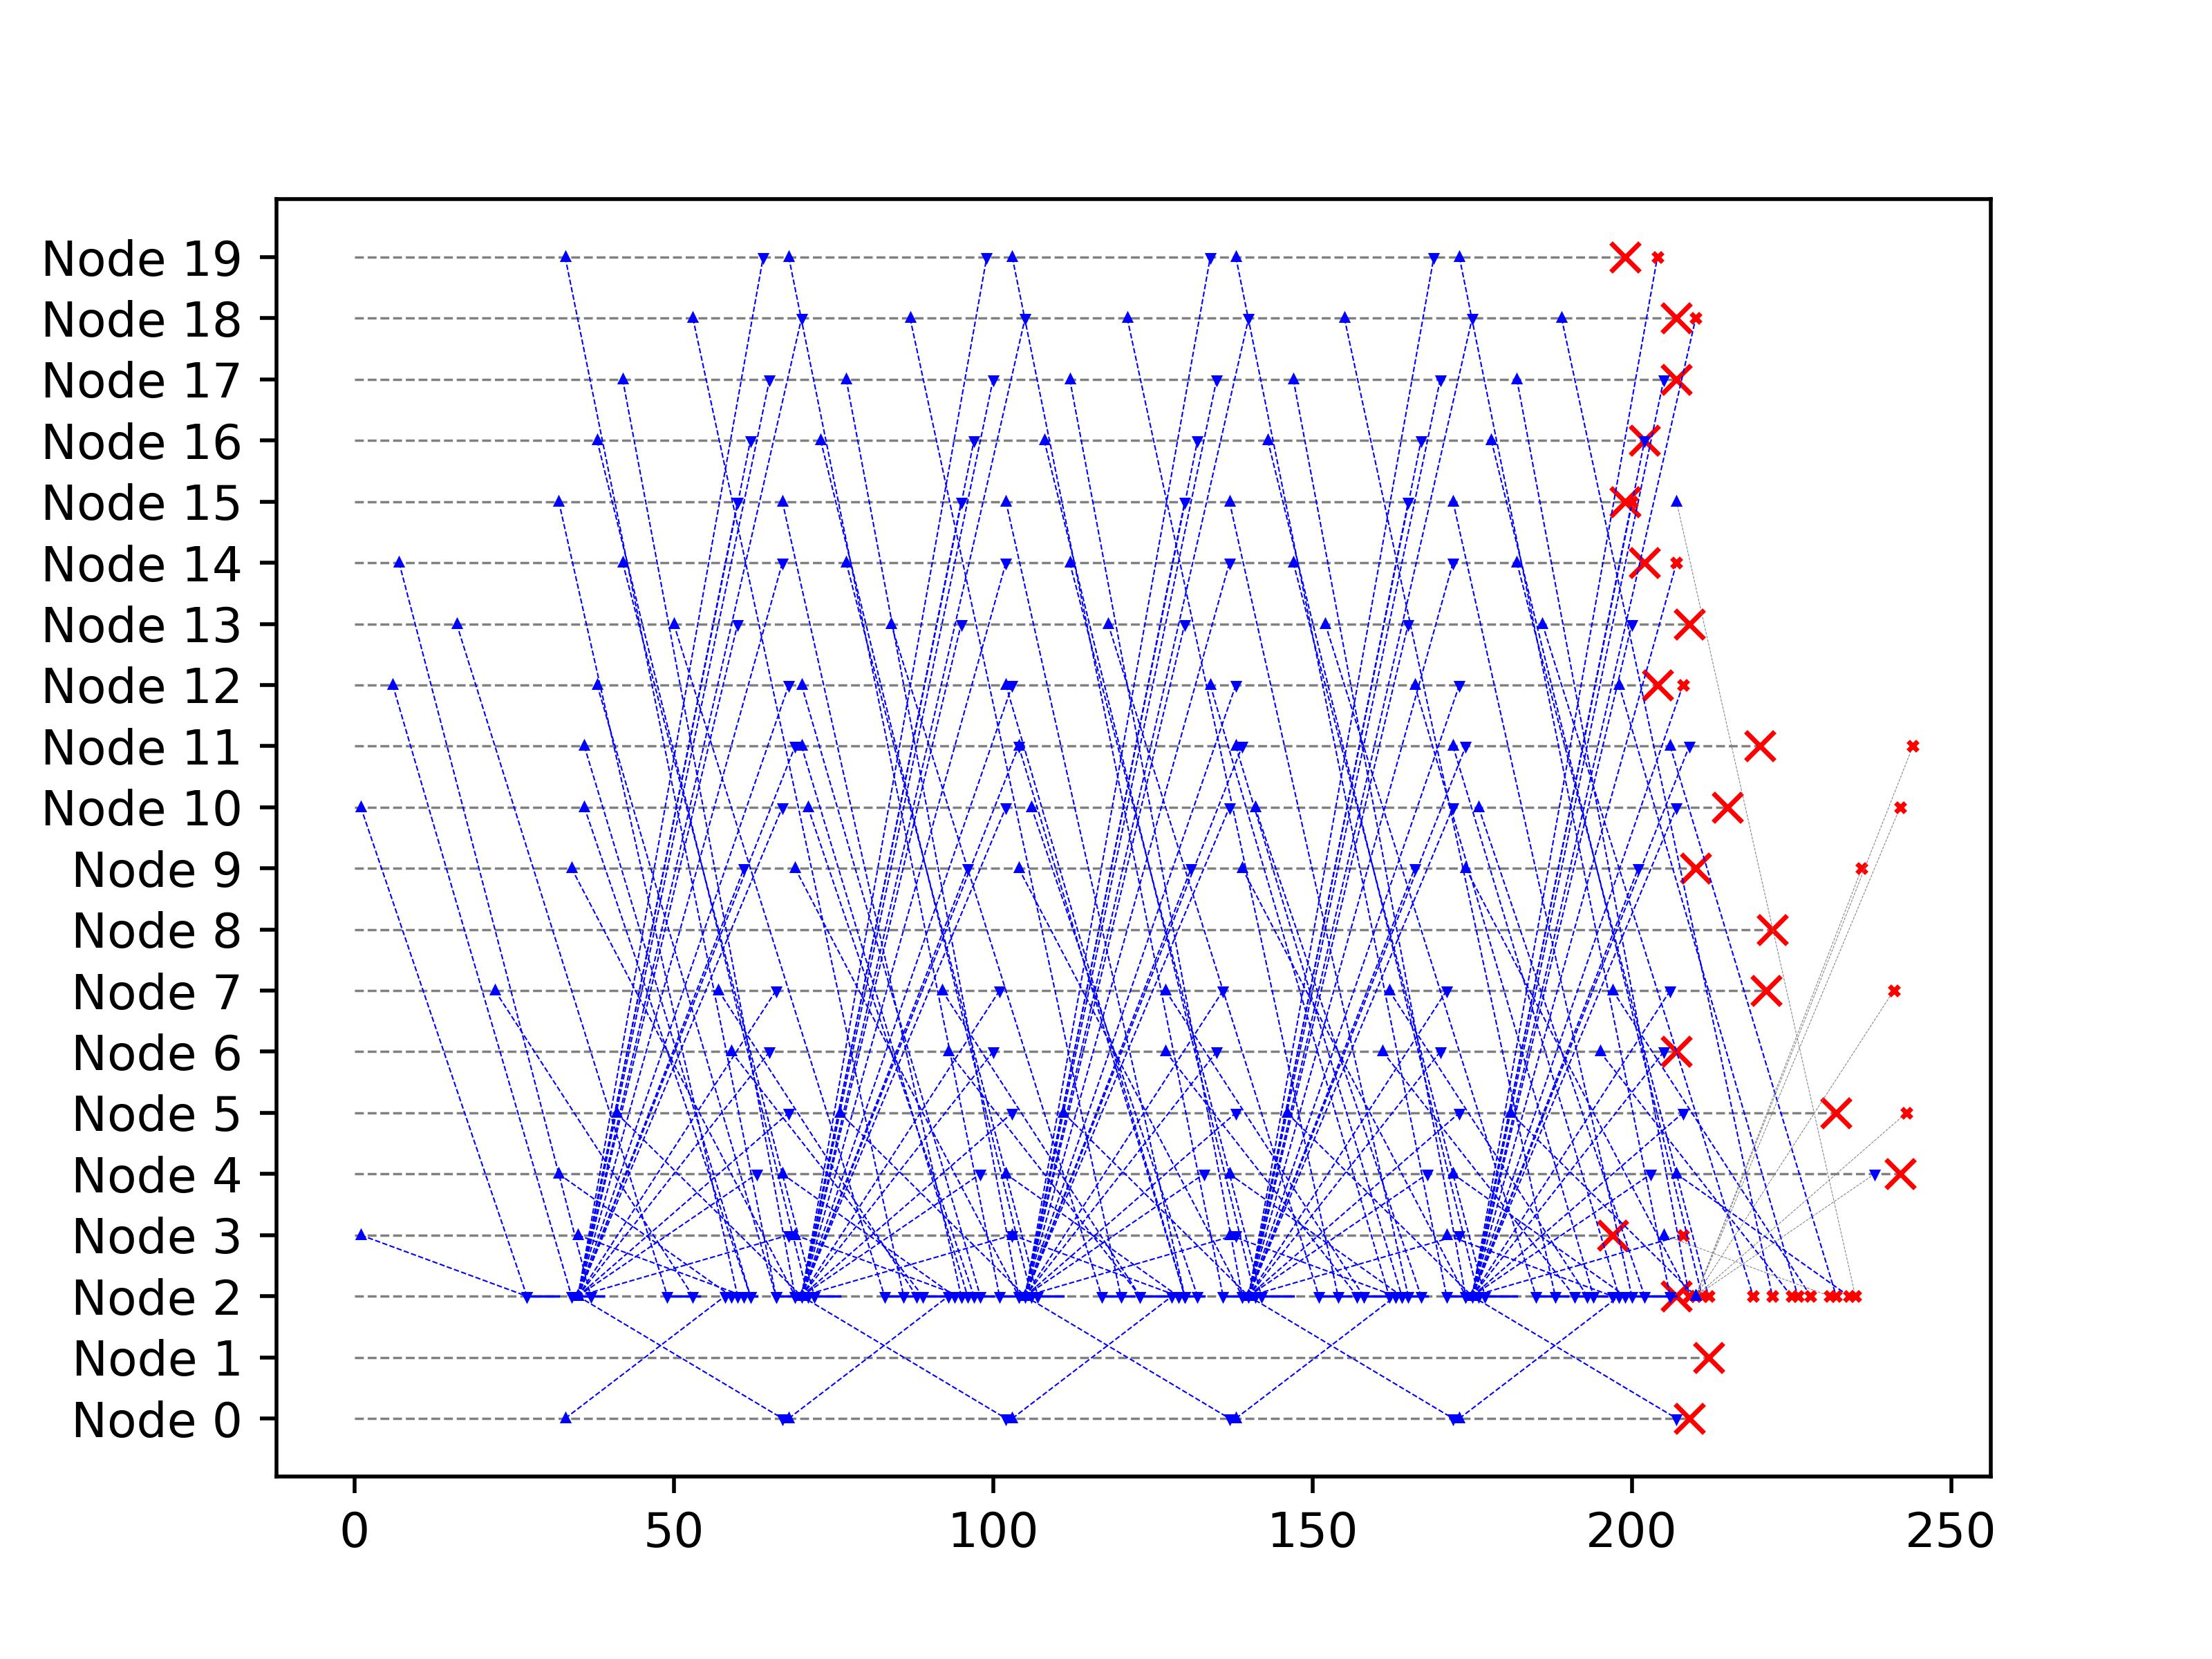 Node 19
Node 18
Node 17
Node 16
Node 15
Node 14
Node 13
Node 12
Node 11
Node 10
Node 9
Node 8
Node 7
Node 6
Node 5
Node 4
Node 3
Node 2
Node 1
Node 0
0 50 100 150 200 250